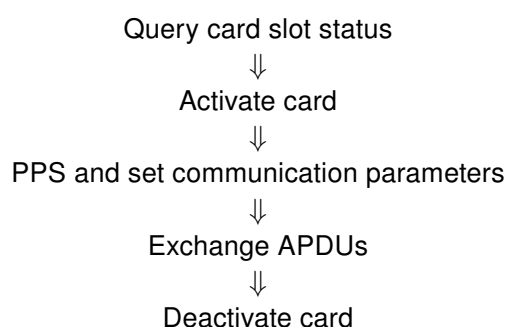 Query card slot status
⇓
Activate card
⇓
PPS and set communication parameters
⇓
Exchange APDUs
⇓
Deactivate card